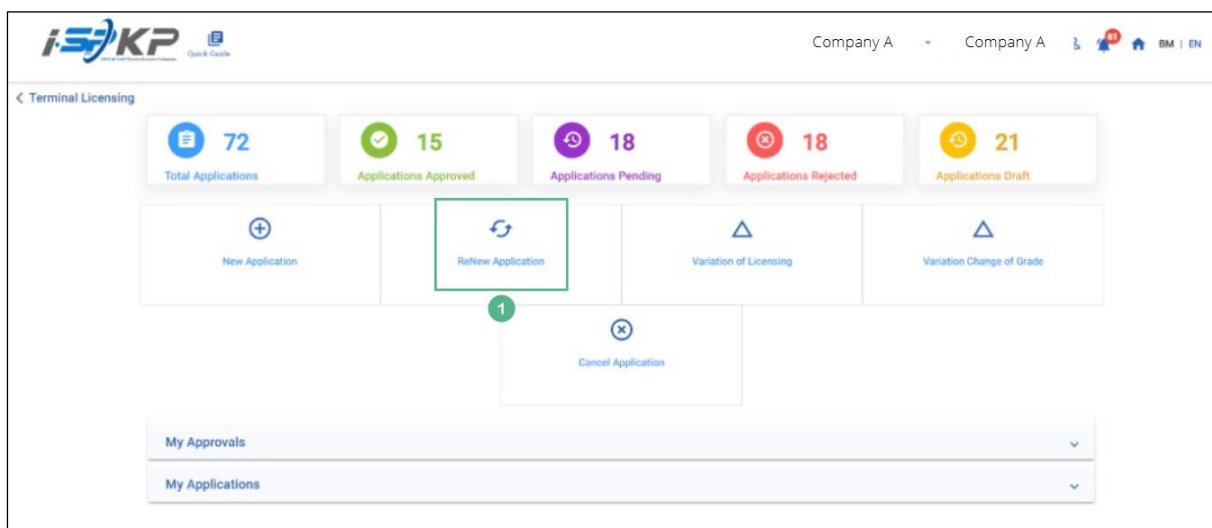 i-SPKP
Quick Guide
Company A - Company A 61 BM | EN
Terminal Licensing
72
Total Applications
15
Applications Approved
18
Applications Pending
18
Applications Rejected
21
Applications Draft
New Application
ReNew Application
Variation of Licensing
Variation Change of Grade
1
Cancel Application
My Approvals
My Applications